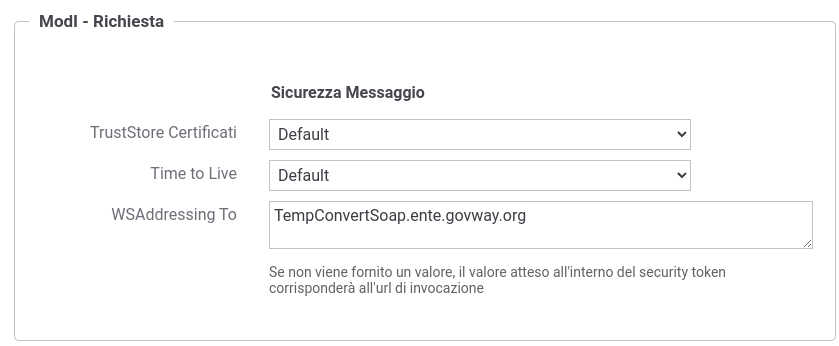 ModI - Richiesta
Sicurezza Messaggio
TrustStore Certificati
Default
Time to Live
Default
WSAddressing To
TempConvertSoap.ente.govway.org
Se non viene fornito un valore, il valore atteso all'interno del security token
corrisponderà all'url di invocazione